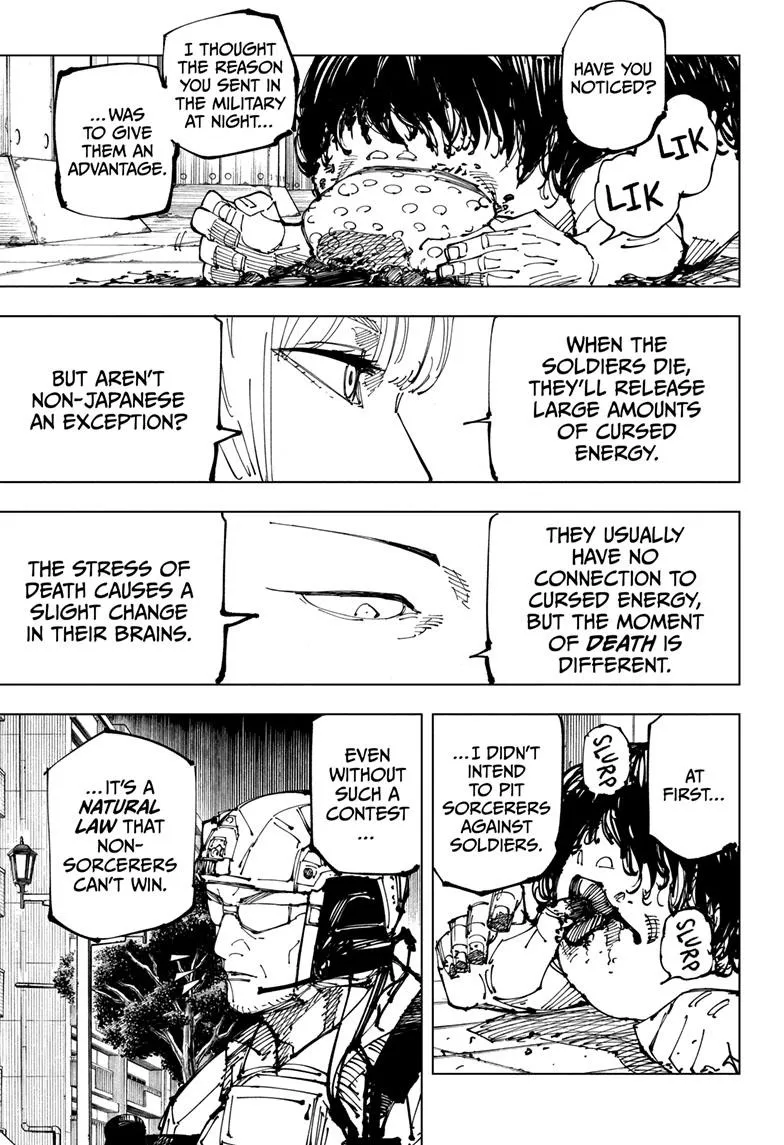 HAVE YOU
NOTICED?
LIK
LIK
I THOUGHT
THE REASON
YOU SENT IN
THE MILITARY
AT NIGHT...
...WAS
TO GIVE
THEM AN
ADVANTAGE.
WHEN THE
SOLDIERS DIE,
THEY'LL RELEASE
LARGE AMOUNTS
OF CURSED
ENERGY.
BUT AREN'T
NON-JAPANESE
AN EXCEPTION?
THEY USUALLY
HAVE NO
CONNECTION TO
CURSED ENERGY,
BUT THE MOMENT
OF DEATH IS
DIFFERENT.
THE STRESS OF
DEATH CAUSES A
SLIGHT CHANGE
IN THEIR BRAINS.
AT
FIRST...
SLURP
SLURP
...I DIDN'T
INTEND
TO PIT
SORCERERS
AGAINST
SOLDIERS.
EVEN
WITHOUT
SUCH A
CONTEST
...
...IT'S A
NATURAL
LAW THAT
NON-
SORCERERS
CAN'T WIN.